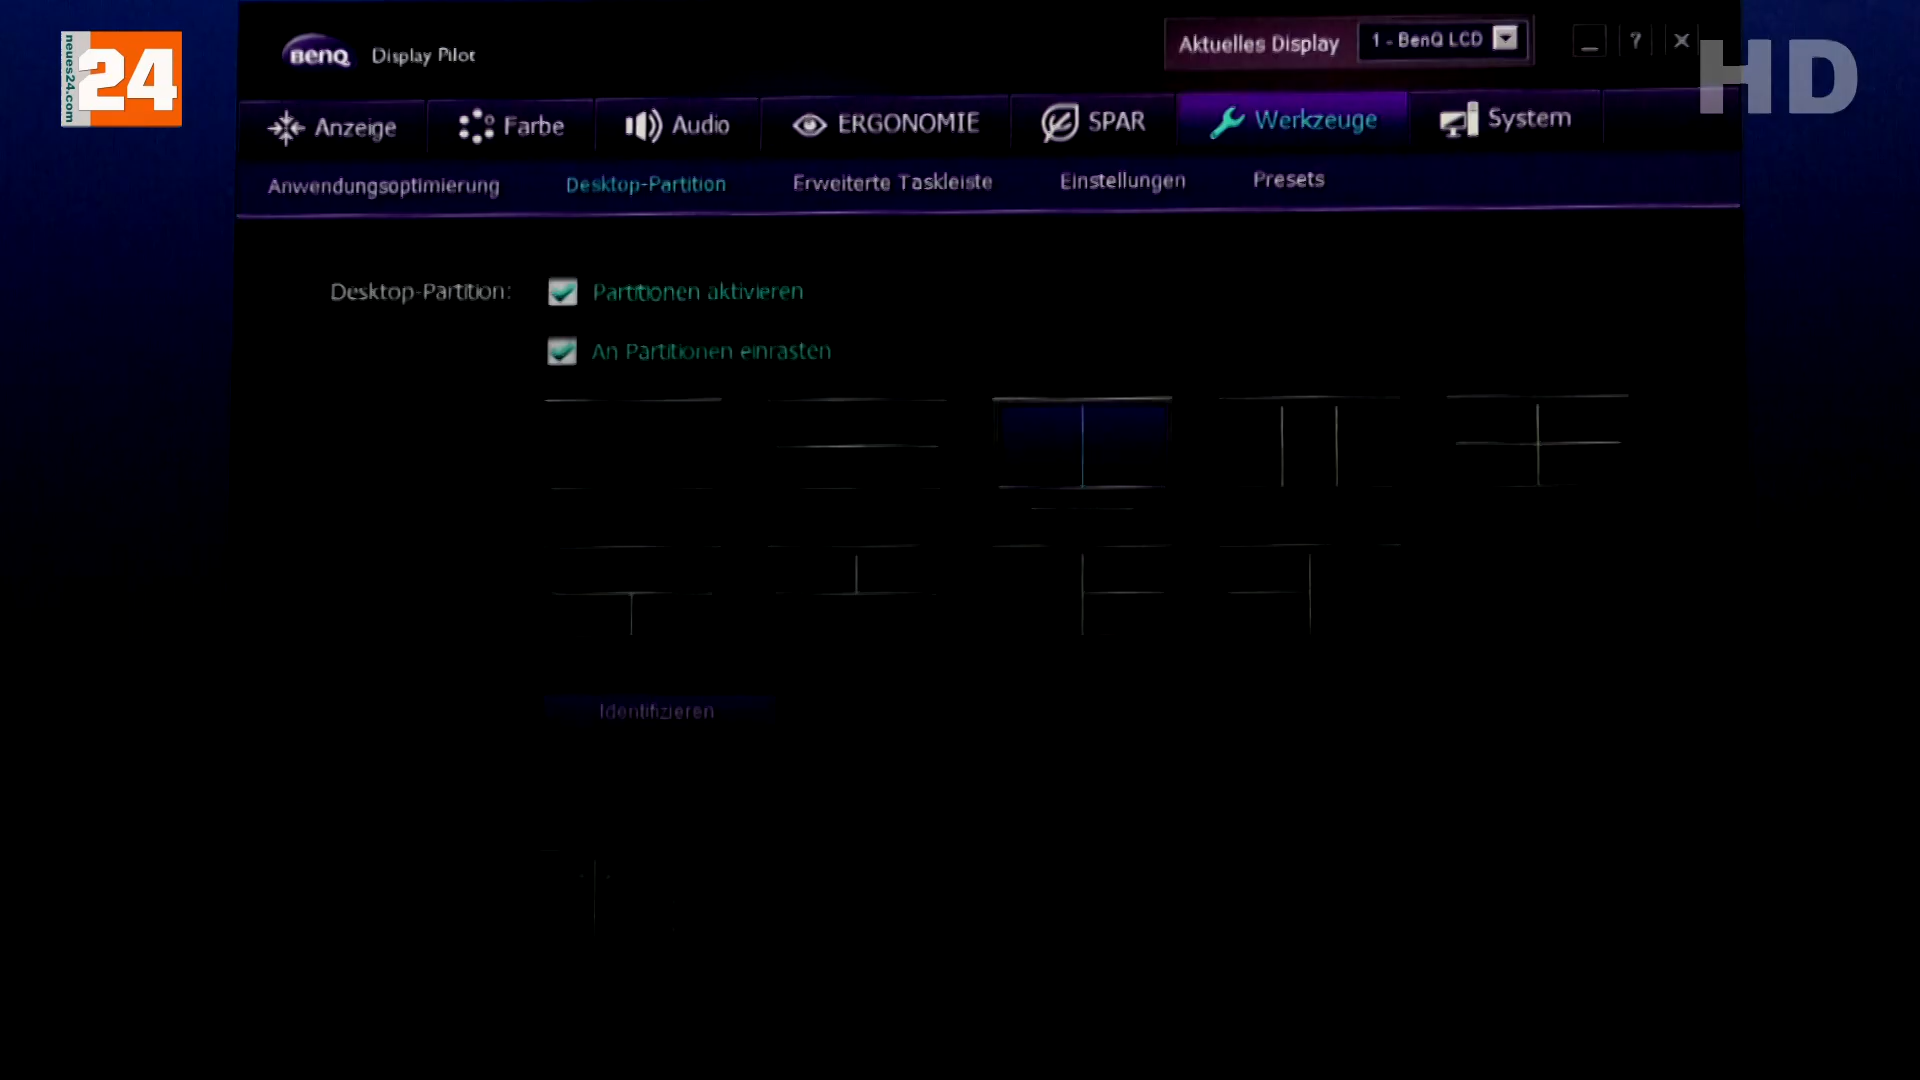 neues24.com
24
BenQ
Display Pilot
Aktuelles Display
1 - BenQ LCD
?
HD
Anzeige
Farbe
Audio
ERGONOMIE
SPAR
Werkzeuge
System
Anwendungsoptimierung
Desktop-Partition
Erweiterte Taskleiste
Einstellungen
Presets
Desktop-Partition:
Partitionen aktivieren
An Partitionen einrasten
Identifizieren